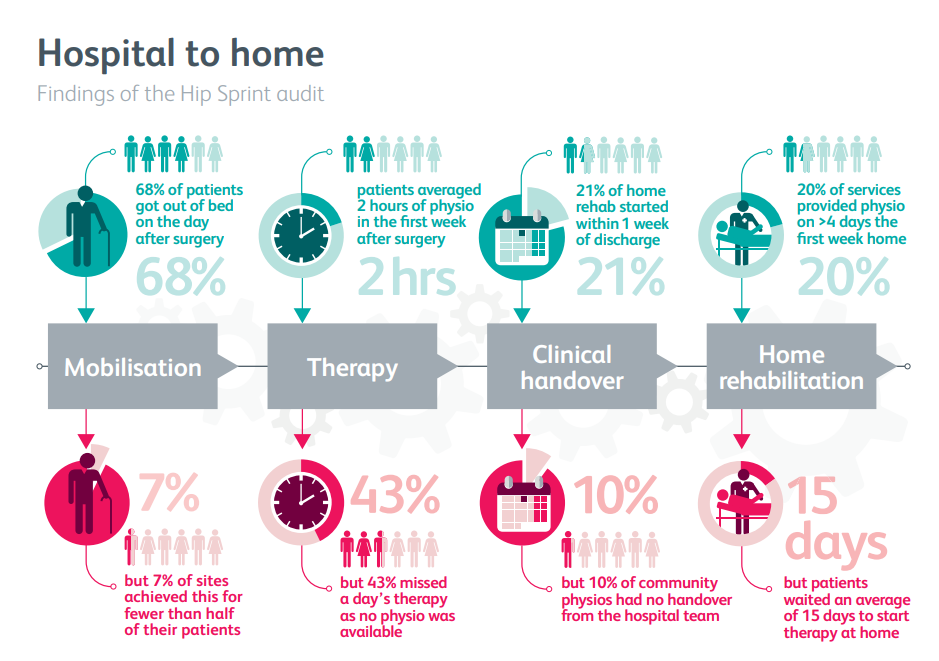 Hospital to home
Findings of the Hip Sprint audit
68% of patients
got out of bed
on the day
after surgery
68%
patients averaged
2 hours of physio
in the first week
after surgery
2 hrs
21% of home
rehab started
within 1 week
of discharge
21%
20% of services
provided physio
on >4 days the
first week home
20%
Mobilisation
Therapy
Clinical
handover
Home
rehabilitation
7%
but 7% of sites
achieved this for
fewer than half
of their patients
43%
but 43% missed
a day's therapy
as no physio was
available
10%
but 10% of community
physios had no handover
from the hospital team
15
days
but patients
waited an average
of 15 days to start
therapy at home